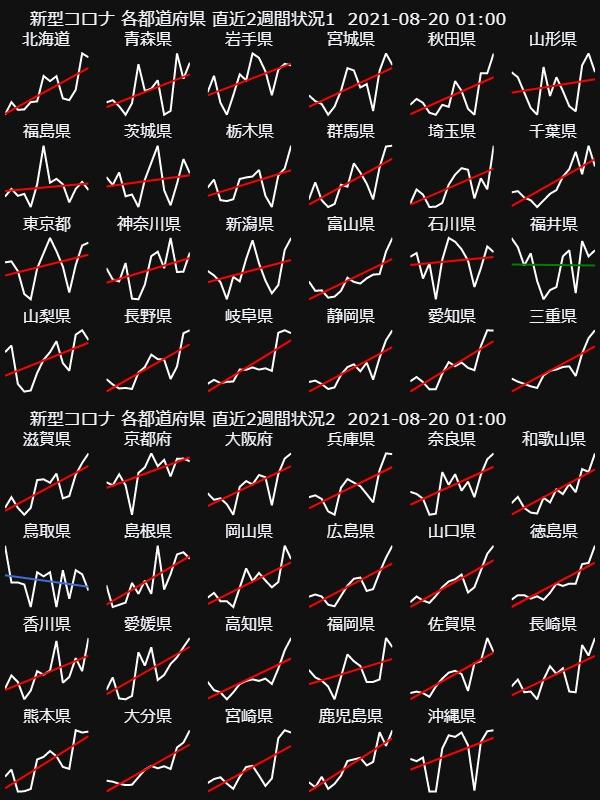 新型コロナ 各都道府県 直近2週間状況1 2021-08-20 01:00
北海道 青森県 岩手県 宮城県 秋田県 山形県
福島県 茨城県 栃木県 群馬県 埼玉県 千葉県
東京都 神奈川県 新潟県 富山県 石川県 福井県
山梨県 長野県 岐阜県 静岡県 愛知県 三重県
新型コロナ 各都道府県 直近2週間状況2 2021-08-20 01:00
滋賀県 京都府 大阪府 兵庫県 奈良県 和歌山県
鳥取県 島根県 岡山県 広島県 山口県 徳島県
香川県 愛媛県 高知県 福岡県 佐賀県 長崎県
熊本県 大分県 宮崎県 鹿児島県 沖縄県